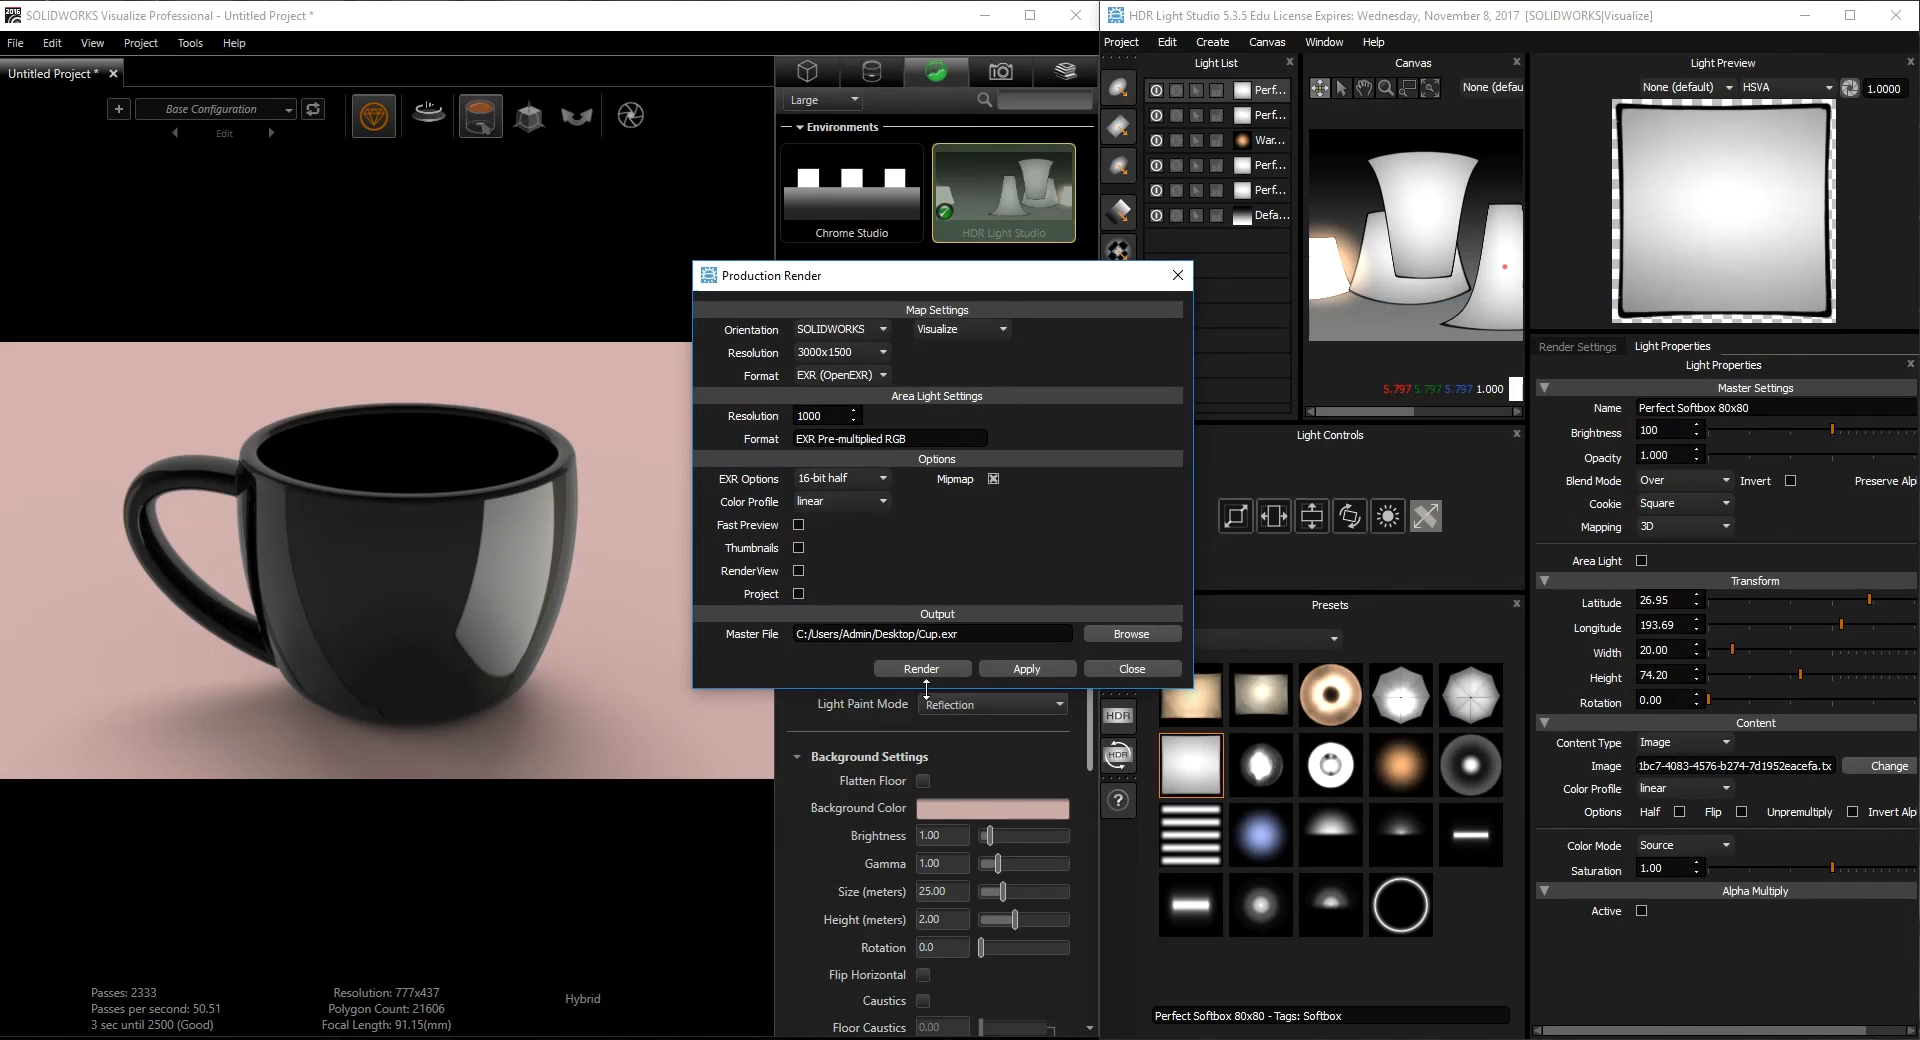 SOLIDWORKS Visualize Professional - Untitled Project *
File Edit View Project Tools Help
Untitled Project *
Base Configuration
Edit
Large
Environments
Chrome Studio
HDR Light Studio
Passes: 2333
Passes per second: 50.51
3 sec until 2500 (Good)
Resolution: 777x437
Polygon Count: 21606
Focal Length: 91.15(mm)
Hybrid
Light Paint Mode Reflection
Background Settings
Flatten Floor
Background Color
Brightness 1.00
Gamma 1.00
Size (meters) 25.00
Height (meters) 2.00
Rotation 0.0
Flip Horizontal
Caustics
Floor Caustics 0.00
Production Render
Map Settings
Orientation SOLIDWORKS Visualize
Resolution 3000x1500
Format EXR (OpenEXR)
Area Light Settings
Resolution 1000
Format EXR Pre-multiplied RGB
Options
EXR Options 16-bit half Mipmap
Color Profile linear
Fast Preview
Thumbnails
RenderView
Project
Output
Master File C:/Users/Admin/Desktop/Cup.exr Browse
Render Apply Close
HDR Light Studio 5.3.5 Edu License Expires: Wednesday, November 8, 2017 [SOLIDWORKS|Visualize]
Project Edit Create Canvas Window Help
Light List
Perf...
Perf...
War...
Perf...
Perf...
Defa...
Canvas
None (defau
5.797 5.797 5.797 1.000
Light Controls
Presets
HDR
HDR
?
Perfect Softbox 80x80 - Tags: Softbox
Light Preview
None (default) HSVA 1.0000
Render Settings Light Properties
Light Properties
Master Settings
Name Perfect Softbox 80x80
Brightness 100
Opacity 1.000
Blend Mode Over Invert Preserve Alp
Cookie Square
Mapping 3D
Area Light
Transform
Latitude 26.95
Longitude 193.69
Width 20.00
Height 74.20
Rotation 0.00
Content
Content Type Image
Image 1bc7-4083-4576-b274-7d1952eacefa.tx Change
Color Profile linear
Options Half Flip Unpremultiply Invert Alp
Color Mode Source
Saturation 1.00
Alpha Multiply
Active